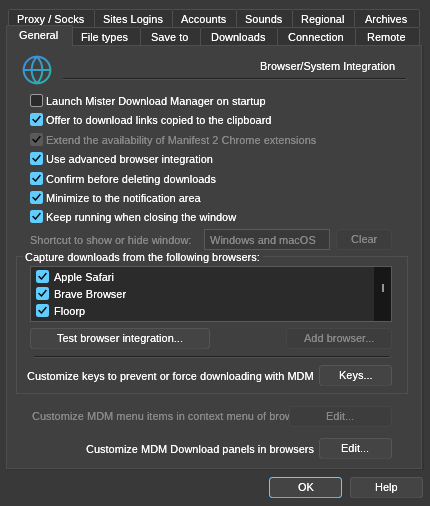 Proxy / Socks Sites Logins Accounts Sounds Regional Archives
General File types Save to Downloads Connection Remote
Browser/System Integration
Launch Mister Download Manager on startup
Offer to download links copied to the clipboard
Extend the availability of Manifest 2 Chrome extensions
Use advanced browser integration
Confirm before deleting downloads
Minimize to the notification area
Keep running when closing the window
Shortcut to show or hide window: Windows and macOS Clear
Capture downloads from the following browsers:
Apple Safari
Brave Browser
Floorp
Test browser integration... Add browser...
Customize keys to prevent or force downloading with MDM Keys...
Customize MDM menu items in context menu of brow Edit...
Customize MDM Download panels in browsers Edit...
OK Help